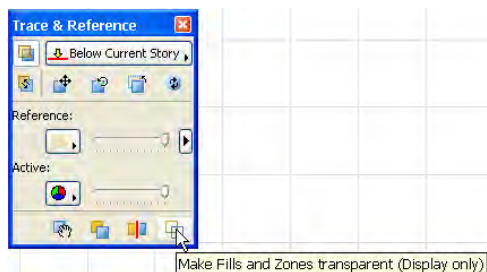 Trace & Reference
Below Current Story
Reference:
Active:
Make Fills and Zones transparent (Display only)